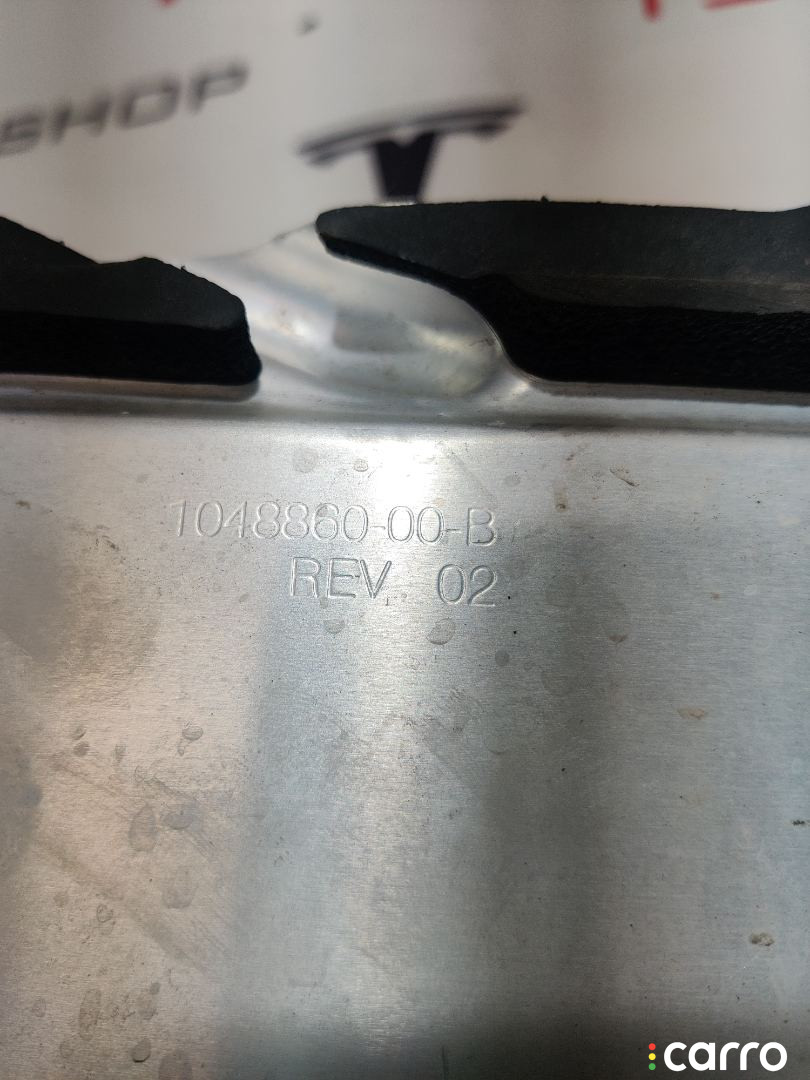 SHOP
1048860-00-B
REV 02
carro